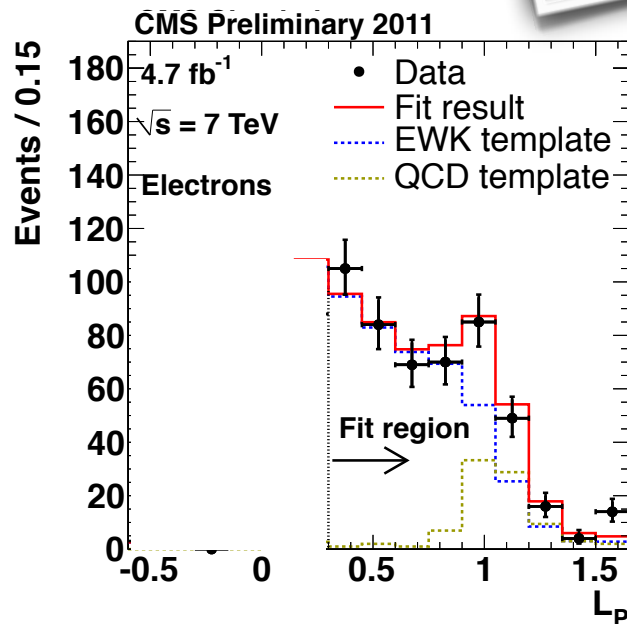 CMS Preliminary 2011
4.7 fb⁻¹
√s = 7 TeV
Electrons
Data
Fit result
EWK template
QCD template
Fit region
Events / 0.15
180
160
140
120
100
80
60
40
20
0
-0.5 0 0.5 1 1.5
L_P